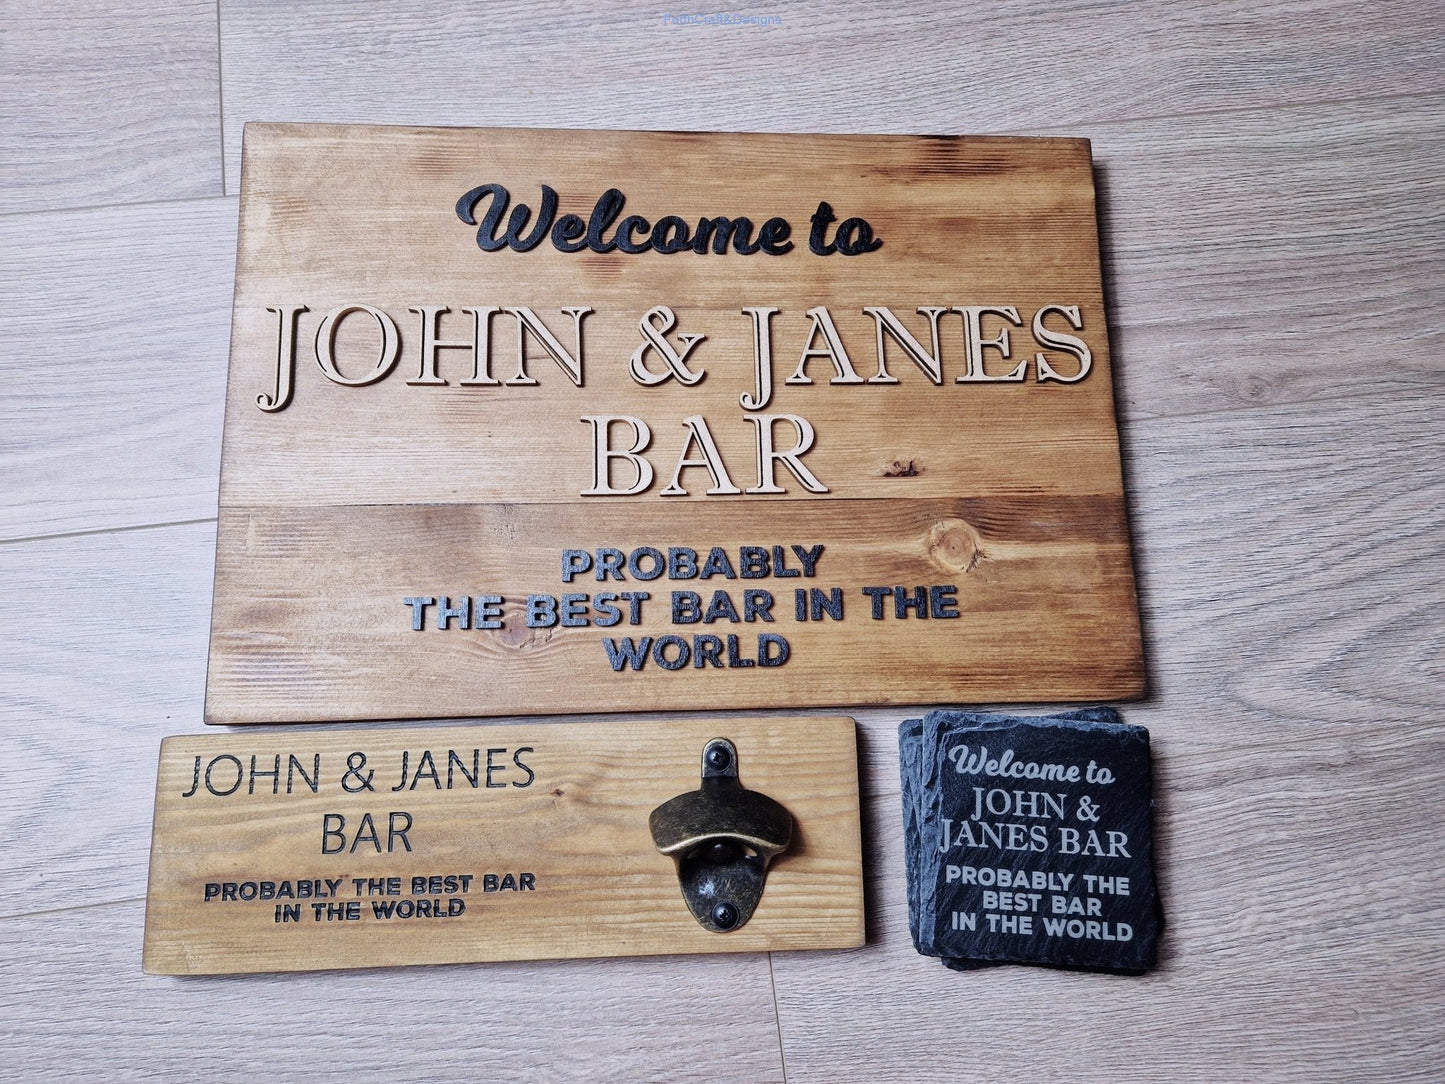 Welcome to
JOHN & JANES
BAR
PROBABLY
THE BEST BAR IN THE
WORLD
JOHN & JANES
BAR
PROBABLY THE BEST BAR
IN THE WORLD
Welcome to
JOHN &
JANES BAR
PROBABLY THE
BEST BAR
IN THE WORLD